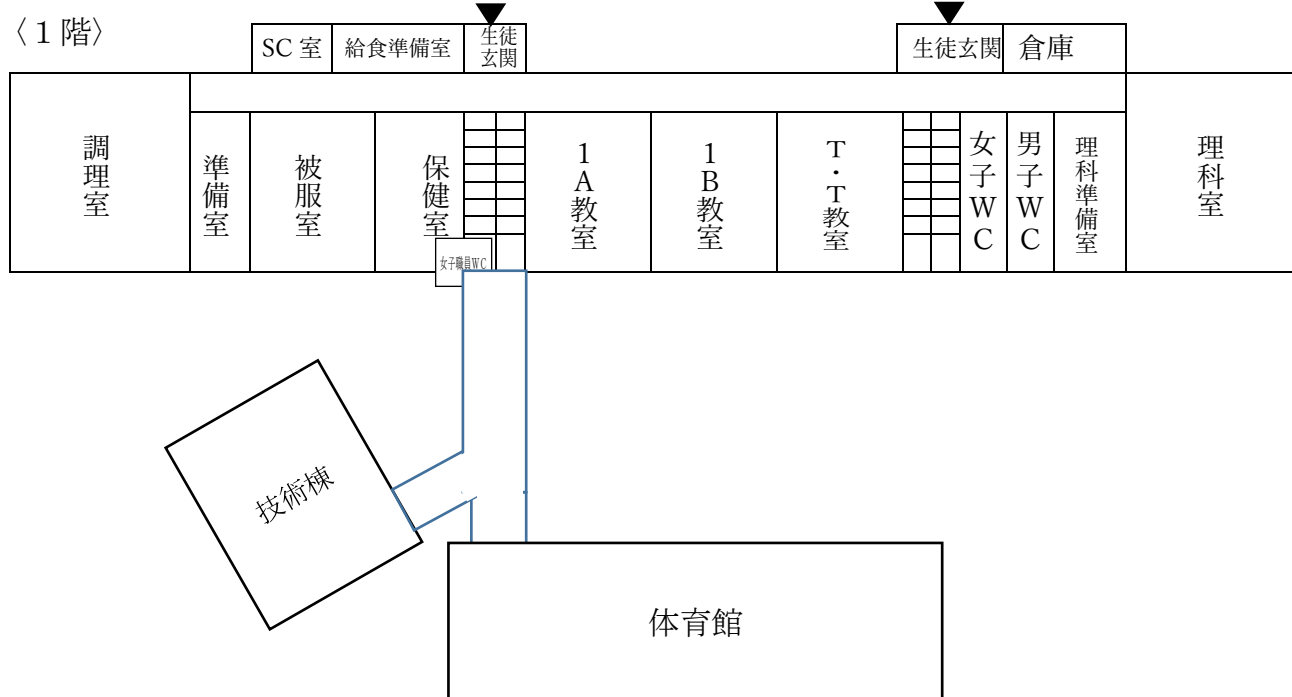 〈１階〉
SC 室
給食準備室
生徒
玄関
生徒玄関
倉庫
調理室
準備室
被服室
保健室
女子職員WC
１A教室
１B教室
T・T教室
女子WC
男子WC
理科準備室
理科室
技術棟
体育館